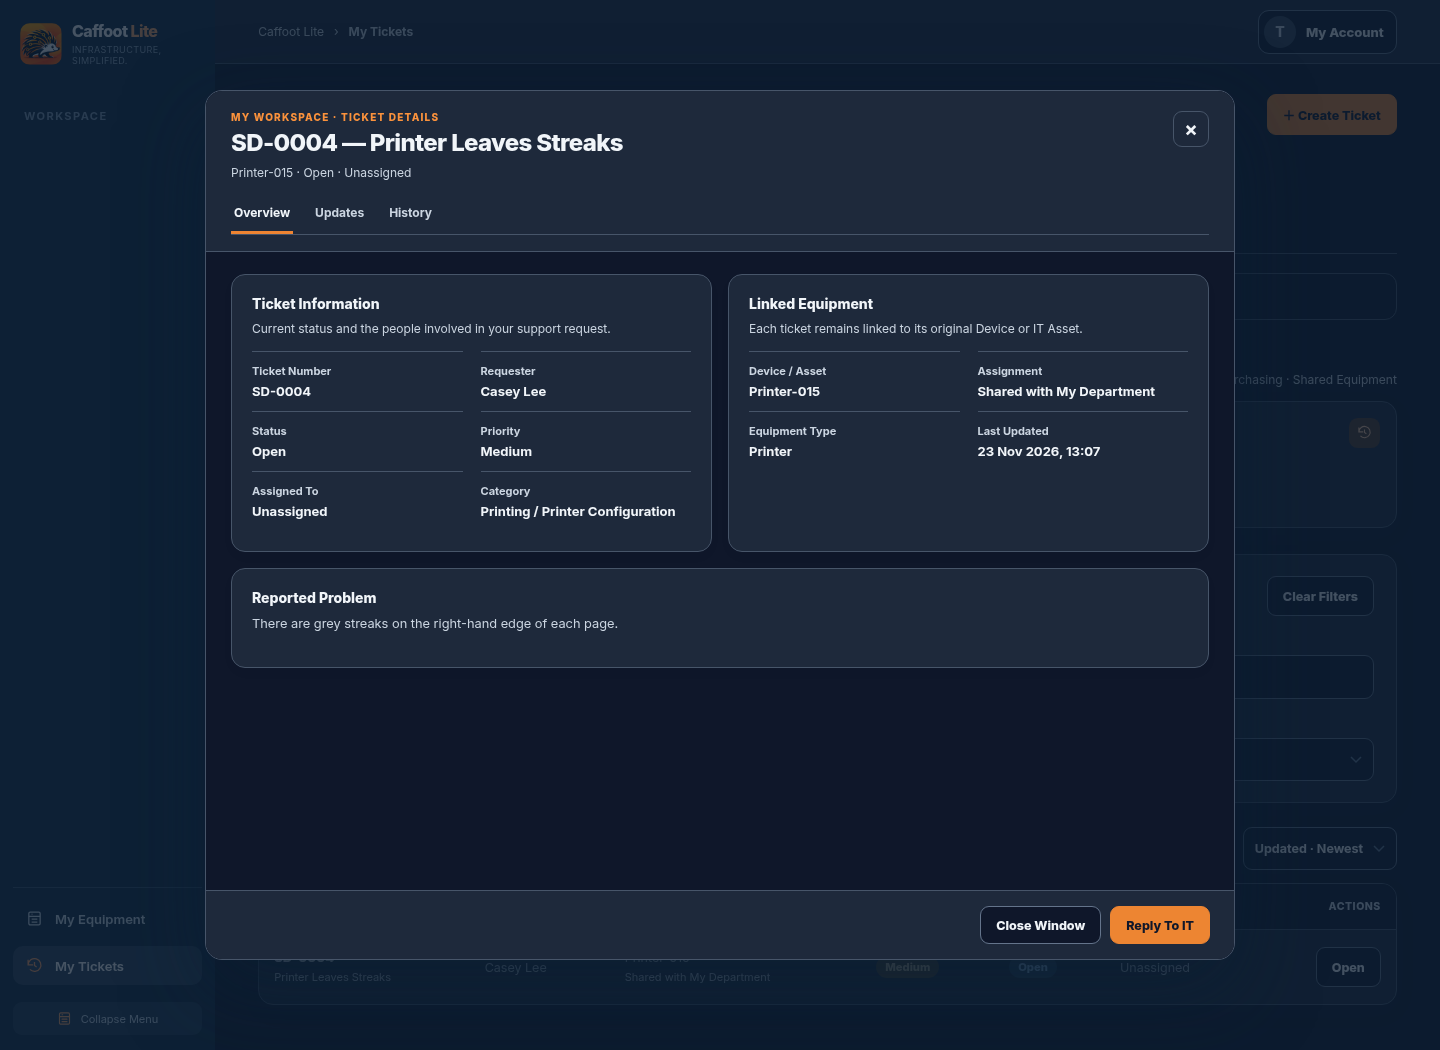 Caffoot Lite
INFRASTRUCTURE,
SIMPLIFIED.
Caffoot Lite › My Tickets
T My Account
WORKSPACE
+ Create Ticket
MY WORKSPACE · TICKET DETAILS
SD-0004 — Printer Leaves Streaks
×
Printer-015 · Open · Unassigned
Overview Updates History
Ticket Information
Current status and the people involved in your support request.
Ticket Number Requester
SD-0004 Casey Lee
Status Priority
Open Medium
Assigned To Category
Unassigned Printing / Printer Configuration
Linked Equipment
Each ticket remains linked to its original Device or IT Asset.
Device / Asset Assignment
Printer-015 Shared with My Department
Equipment Type Last Updated
Printer 23 Nov 2026, 13:07
· Shared Equipment
Reported Problem
There are grey streaks on the right-hand edge of each page.
Clear Filters
Updated · Newest
ACTIONS
Close Window Reply To IT
My Equipment
My Tickets
Collapse Menu
Casey Lee Medium Open Unassigned Open
Printer Leaves Streaks Shared with My Department